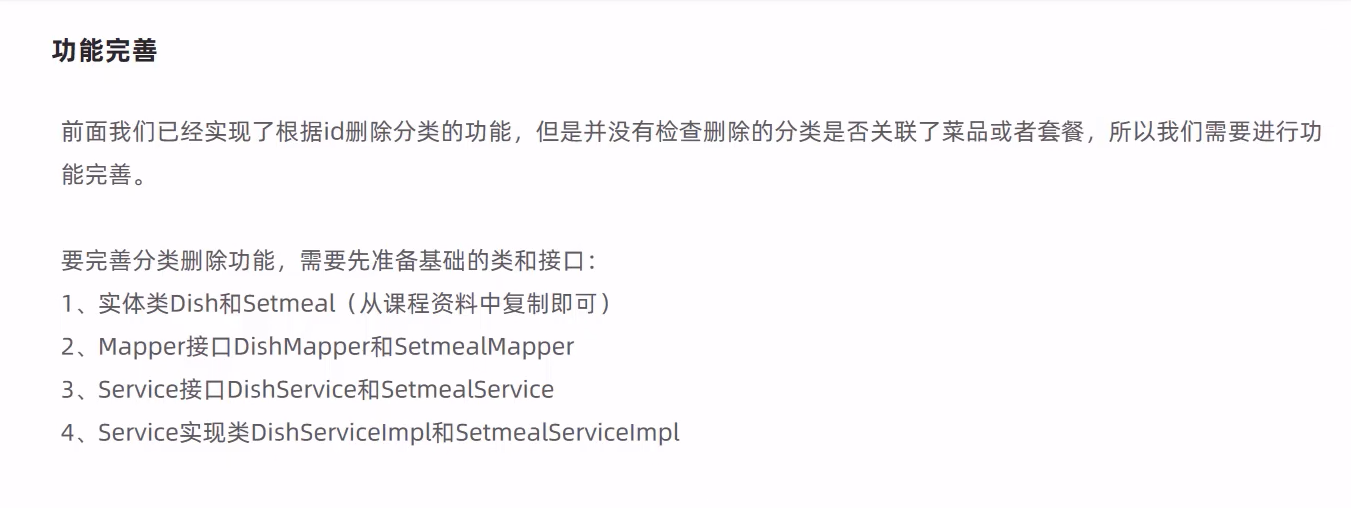 功能完善
前面我们已经实现了根据id删除分类的功能，但是并没有检查删除的分类是否关联了菜品或者套餐，所以我们需要进行功
能完善。
要完善分类删除功能，需要先准备基础的类和接口：
1、实体类Dish和Setmeal（从课程资料中复制即可）
2、Mapper接口DishMapper和SetmealMapper
3、Service接口DishService和SetmealService
4、Service实现类DishServiceImpl和SetmealServiceImpl